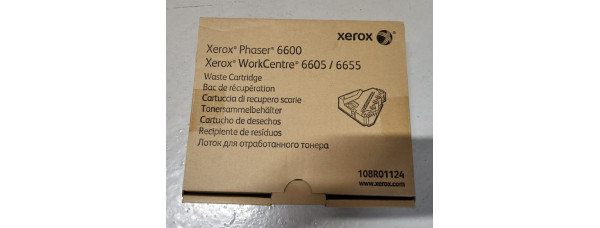 xerox
Xerox® Phaser® 6600
Xerox® WorkCentre® 6605 / 6655
Waste Cartridge
Bac de récupération
Cartuccia di recupero scorie
Tonersammelbehälter
Cartucho de desechos
Recipiente de resíduos
Лоток для отработанного тонера
108R01124
www.xerox.com